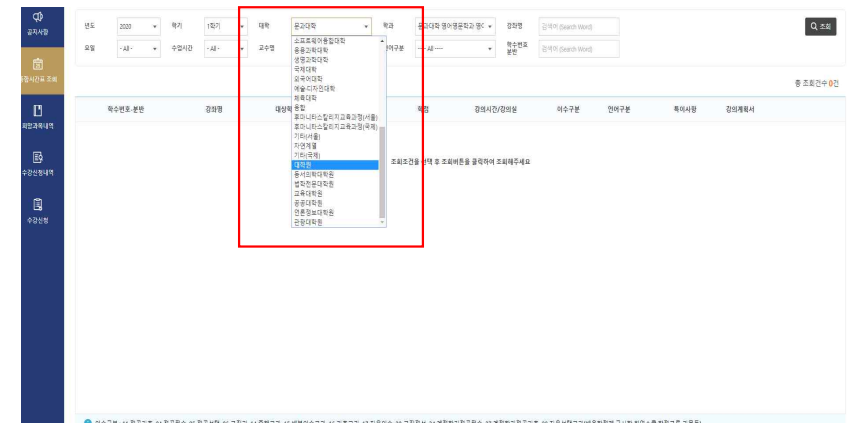 공지사항
종합시간표 조회
희망과목내역
수강신청내역
수강신청
년도 2020 학기 1학기 대학 문과대학 학과 문과대학 영어영문학과 영 강좌명 검색어 (Search Word) 조회
요일 - All - 수업시간 - All - 교수명 ---- All ---- 학수번호 분반 검색어 (Search Word)
소프트웨어융합대학
응용과학대학
생명과학대학
국제대학
외국어대학
예술·디자인대학
체육대학
융합
후마니타스칼리지교육과정(서울)
후마니타스칼리지교육과정(국제)
기타(서울)
자연계열
기타(국제)
대학원
동서의학대학원
법학전문대학원
교육대학원
공공대학원
언론정보대학원
관광대학원
총 조회건수 0건
학수번호-분반 강좌명 대상학 학점 강의시간/강의실 이수구분 언어구분 특이사항 강의계획서
조회조건을 선택 후 조회버튼을 클릭하여 조회해주세요